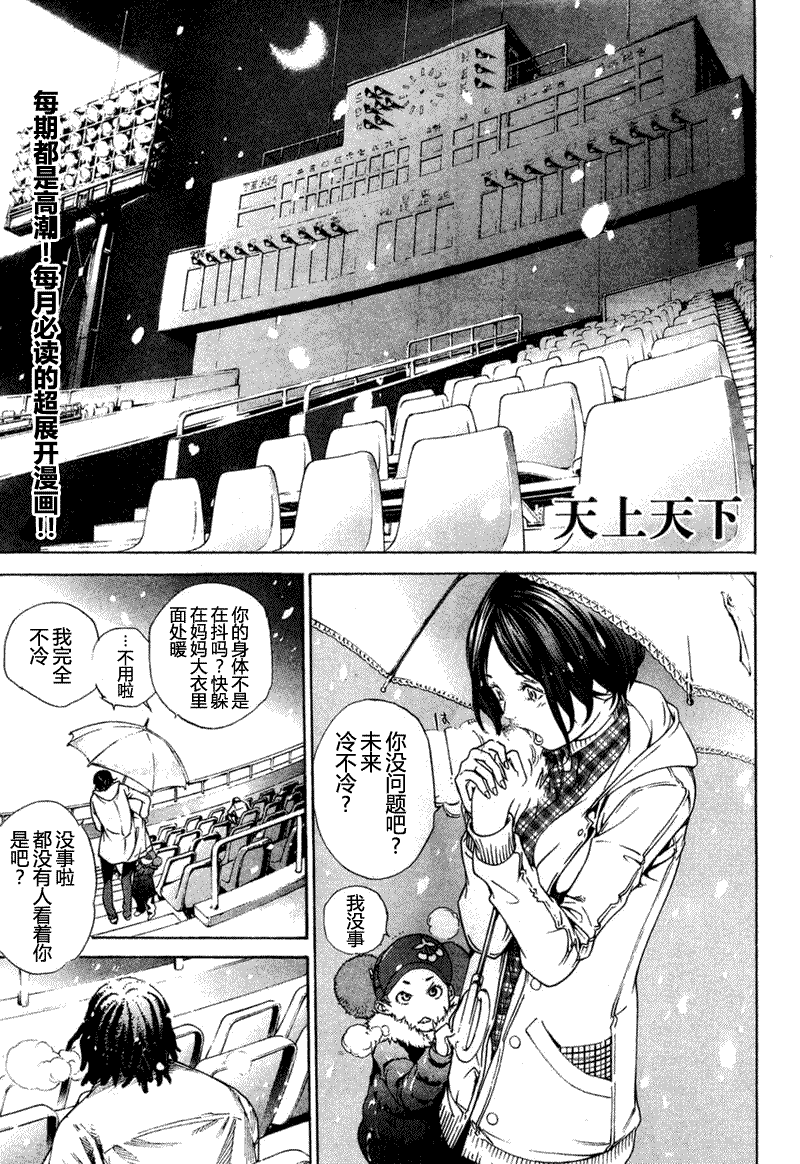 每期都是高潮！每月必读的超展开漫画!!
天上天下
你没问题吧？
未来
冷不冷？
我没事
你的身体不是
在抖吗？快躲
在妈妈大衣里
面处暖
…不用啦
我完全
不冷
没事啦
都没有人看着你
是吧？